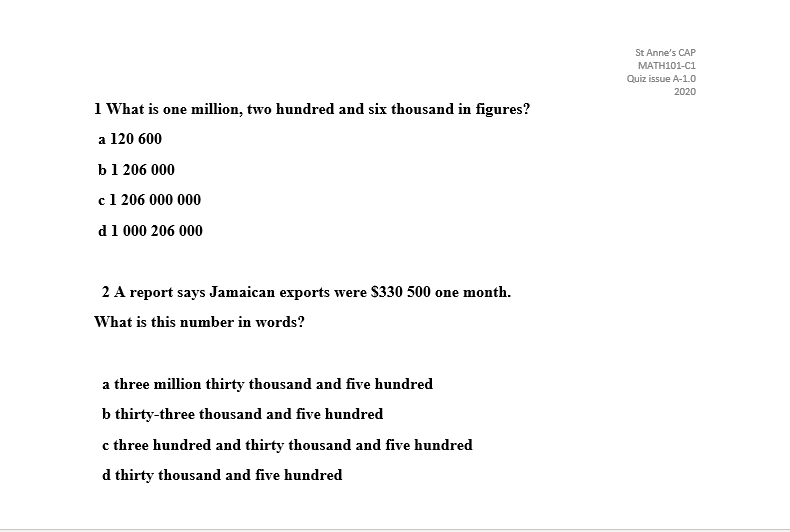 St Anne's CAP
MATH101-C1
Quiz issue A-1.0
2020
1 What is one million, two hundred and six thousand in figures?
a 120 600
b 1 206 000
c 1 206 000 000
d 1 000 206 000
2 A report says Jamaican exports were $330 500 one month.
What is this number in words?
a three million thirty thousand and five hundred
b thirty-three thousand and five hundred
c three hundred and thirty thousand and five hundred
d thirty thousand and five hundred